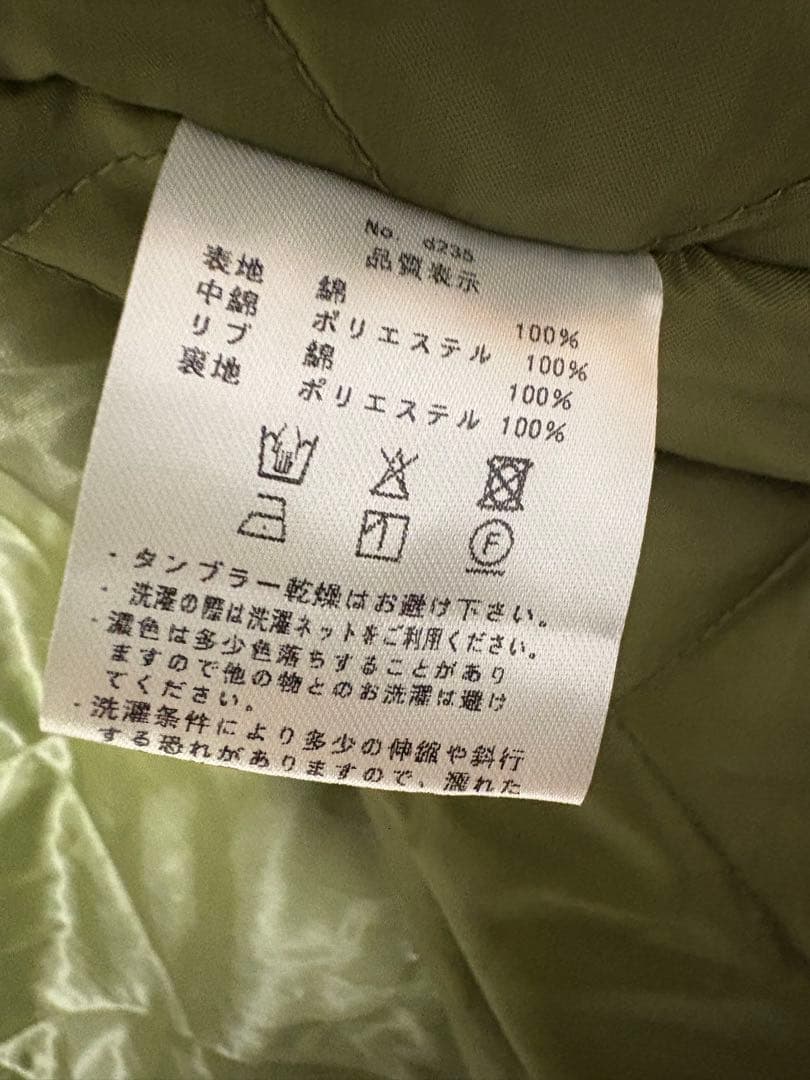 No. d235
品質表示
表地 綿 100%
中綿 ポリエステル 100%
リブ 綿 100%
裏地 ポリエステル 100%
F
・タンブラー乾燥はお避け下さい。
・洗濯の際は洗濯ネットをご利用ください。
・濃色は多少色落ちすることがあり
ますので他の物とのお洗濯は避け
てください。
・洗濯条件により多少の伸縮や斜行
する恐れがありますので、濡れた